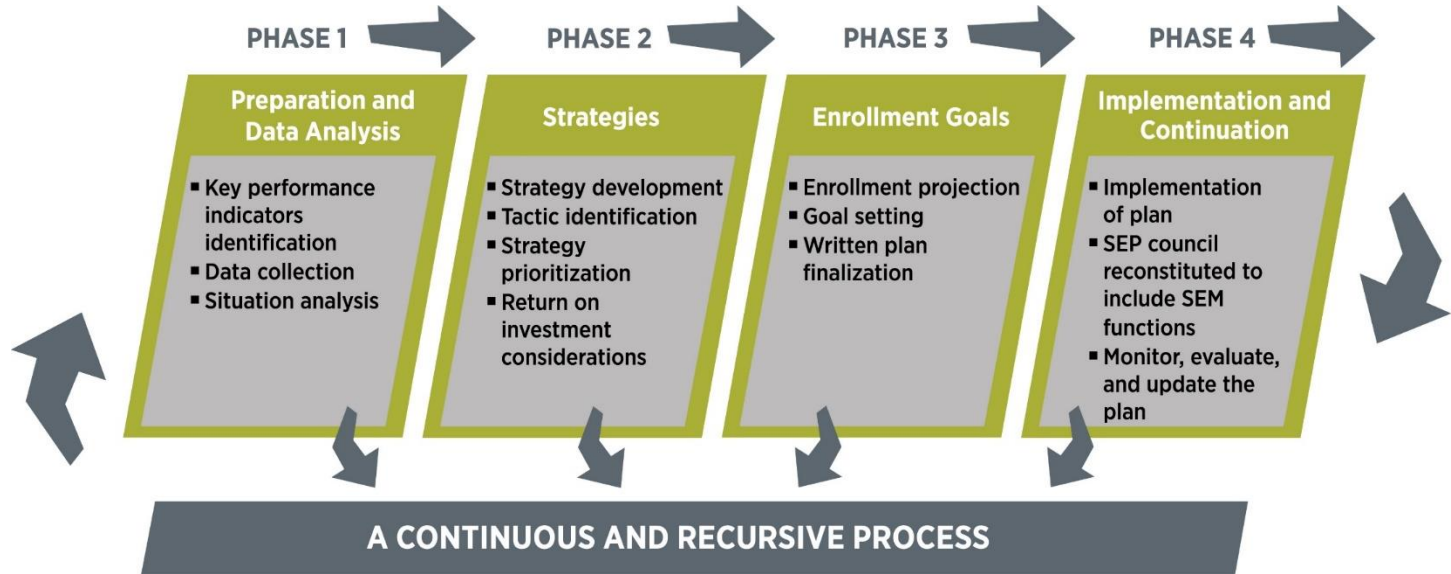 PHASE 1
PHASE 2
PHASE 3
PHASE 4
Preparation and
Data Analysis
■ Key performance
indicators
identification
■ Data collection
■ Situation analysis
Strategies
■ Strategy development
■ Tactic identification
■ Strategy
prioritization
■ Return on
investment
considerations
Enrollment Goals
■ Enrollment projection
■ Goal setting
■ Written plan
finalization
Implementation and
Continuation
■ Implementation
of plan
■ SEP council
reconstituted to
include SEM
functions
■ Monitor, evaluate,
and update the
plan
A CONTINUOUS AND RECURSIVE PROCESS